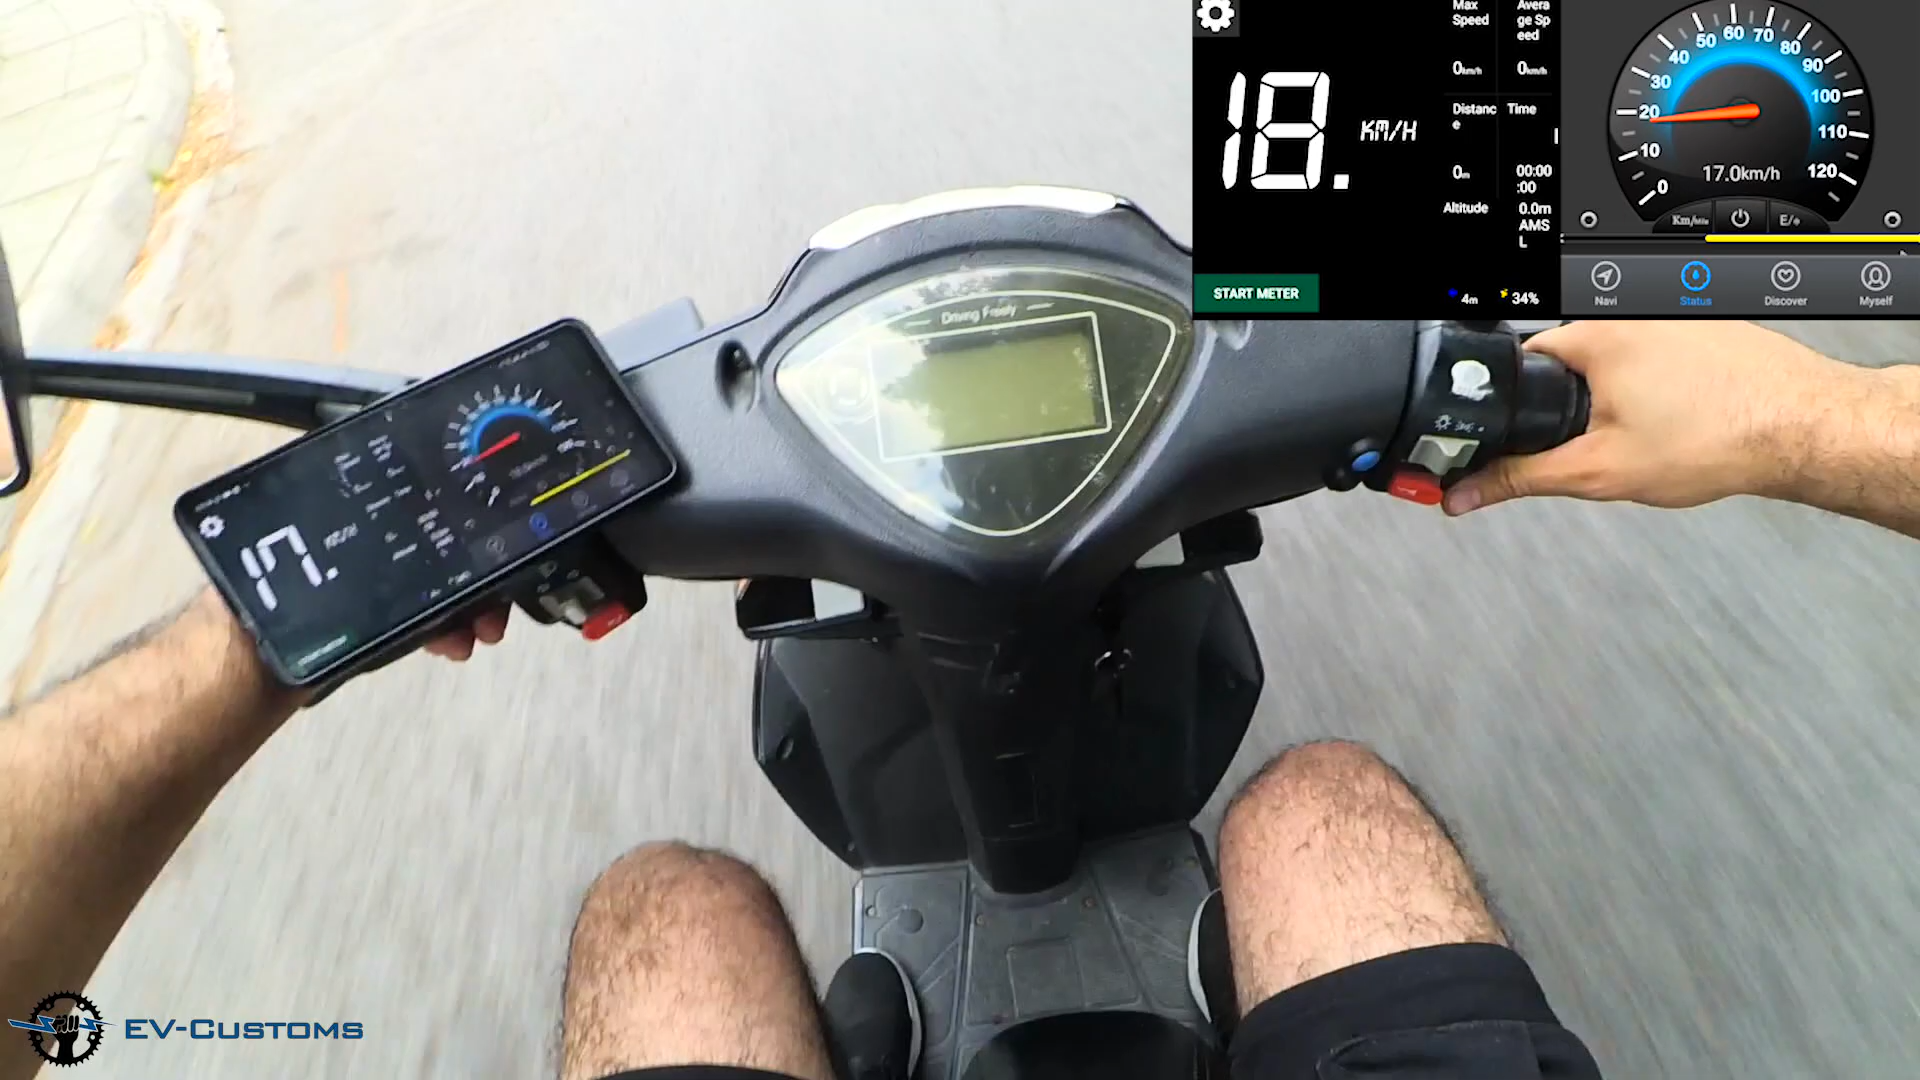 Max
Speed
Avera
ge Sp
eed
0km/h
0km/h
18.
KM/H
Distanc
e
Time
0m
00:00
:00
Altitude
0.0m
AMS
L
START METER
4m
34%
0
10
20
30
40
50
60
70
80
90
100
110
120
17.0km/h
Km/Mile
E/
Navi
Status
Discover
Myself
Driving Freely
17.
KM/H
EV-Customs